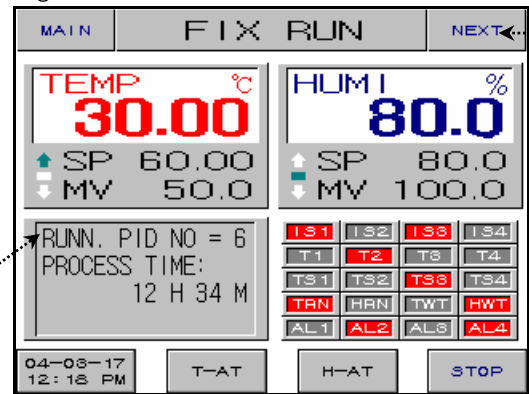 MAIN FIX RUN NEXT
TEMP ℃ HUMI %
30.00 80.0
SP 60.00 SP 80.0
MV 50.0 MV 100.0
RUNN. PID NO = 6
PROCESS TIME:
12 H 34 M
IS1 IS2 IS3 IS4
T1 T2 T3 T4
TS1 TS2 TS3 TS4
TRN HRN TWT HWT
AL1 AL2 AL3 AL4
04-03-17
12:18 PM
T-AT H-AT STOP